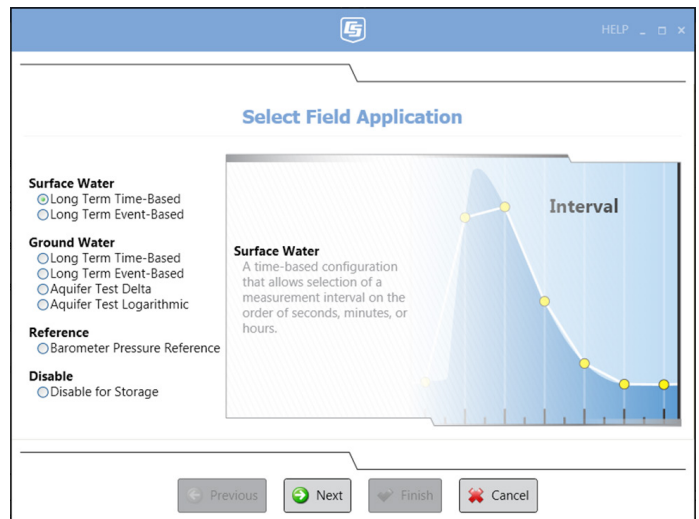 HELP
Select Field Application
Surface Water
Long Term Time-Based
Long Term Event-Based
Ground Water
Long Term Time-Based
Long Term Event-Based
Aquifer Test Delta
Aquifer Test Logarithmic
Reference
Barometer Pressure Reference
Disable
Disable for Storage
Interval
Surface Water
A time-based configuration
that allows selection of a
measurement interval on the
order of seconds, minutes, or
hours.
Previous
Next
Finish
Cancel